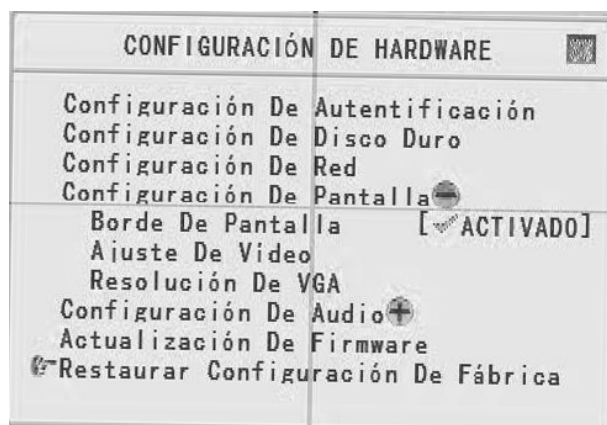 CONFIGURACIÓN DE HARDWARE
Configuración De Autentificación
Configuración De Disco Duro
Configuración De Red
Configuración De Pantalla
Borde De Pantalla [✓ACTIVADO]
Ajuste De Vídeo
Resolución De VGA
Configuración De Audio
Actualización De Firmware
Restaurar Configuración De Fábrica